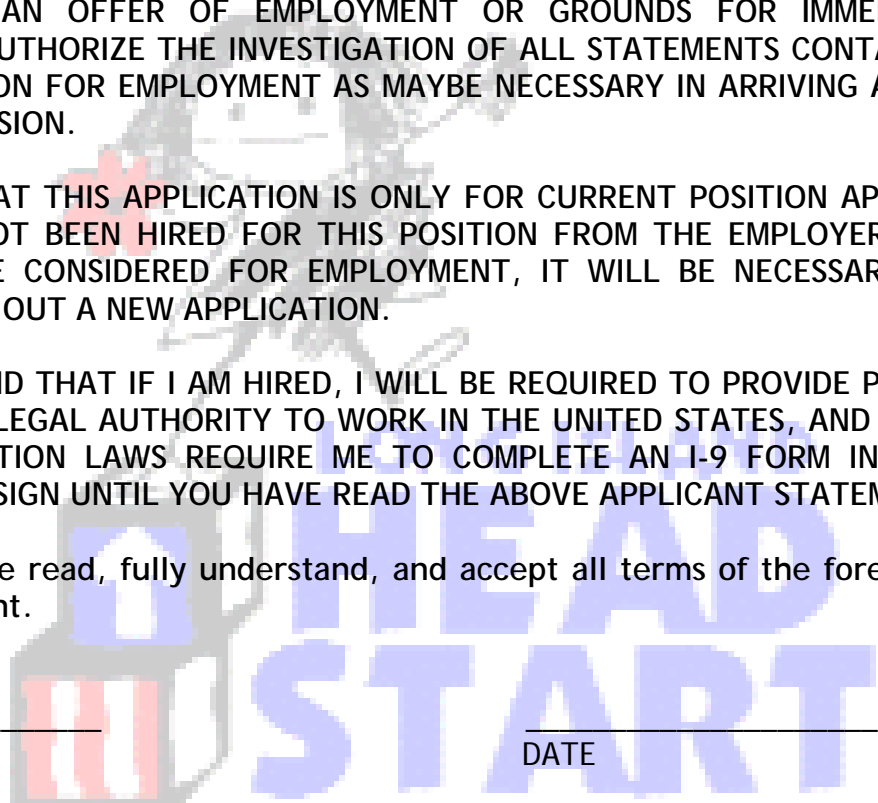 AN OFFER OF EMPLOYMENT OR GROUNDS FOR IMME
UTHORIZE THE INVESTIGATION OF ALL STATEMENTS CONTA
ON FOR EMPLOYMENT AS MAYBE NECESSARY IN ARRIVING A
SION.
AT THIS APPLICATION IS ONLY FOR CURRENT POSITION AP
OT BEEN HIRED FOR THIS POSITION FROM THE EMPLOYER
E CONSIDERED FOR EMPLOYMENT, IT WILL BE NECESSAR
OUT A NEW APPLICATION.
ND THAT IF I AM HIRED, I WILL BE REQUIRED TO PROVIDE P
LEGAL AUTHORITY TO WORK IN THE UNITED STATES, AND
TION LAWS REQUIRE ME TO COMPLETE AN I-9 FORM IN
SIGN UNTIL YOU HAVE READ THE ABOVE APPLICANT STATEM
e read, fully understand, and accept all terms of the fore
nt.
DATE
LONG ISLAND
HEAD
START